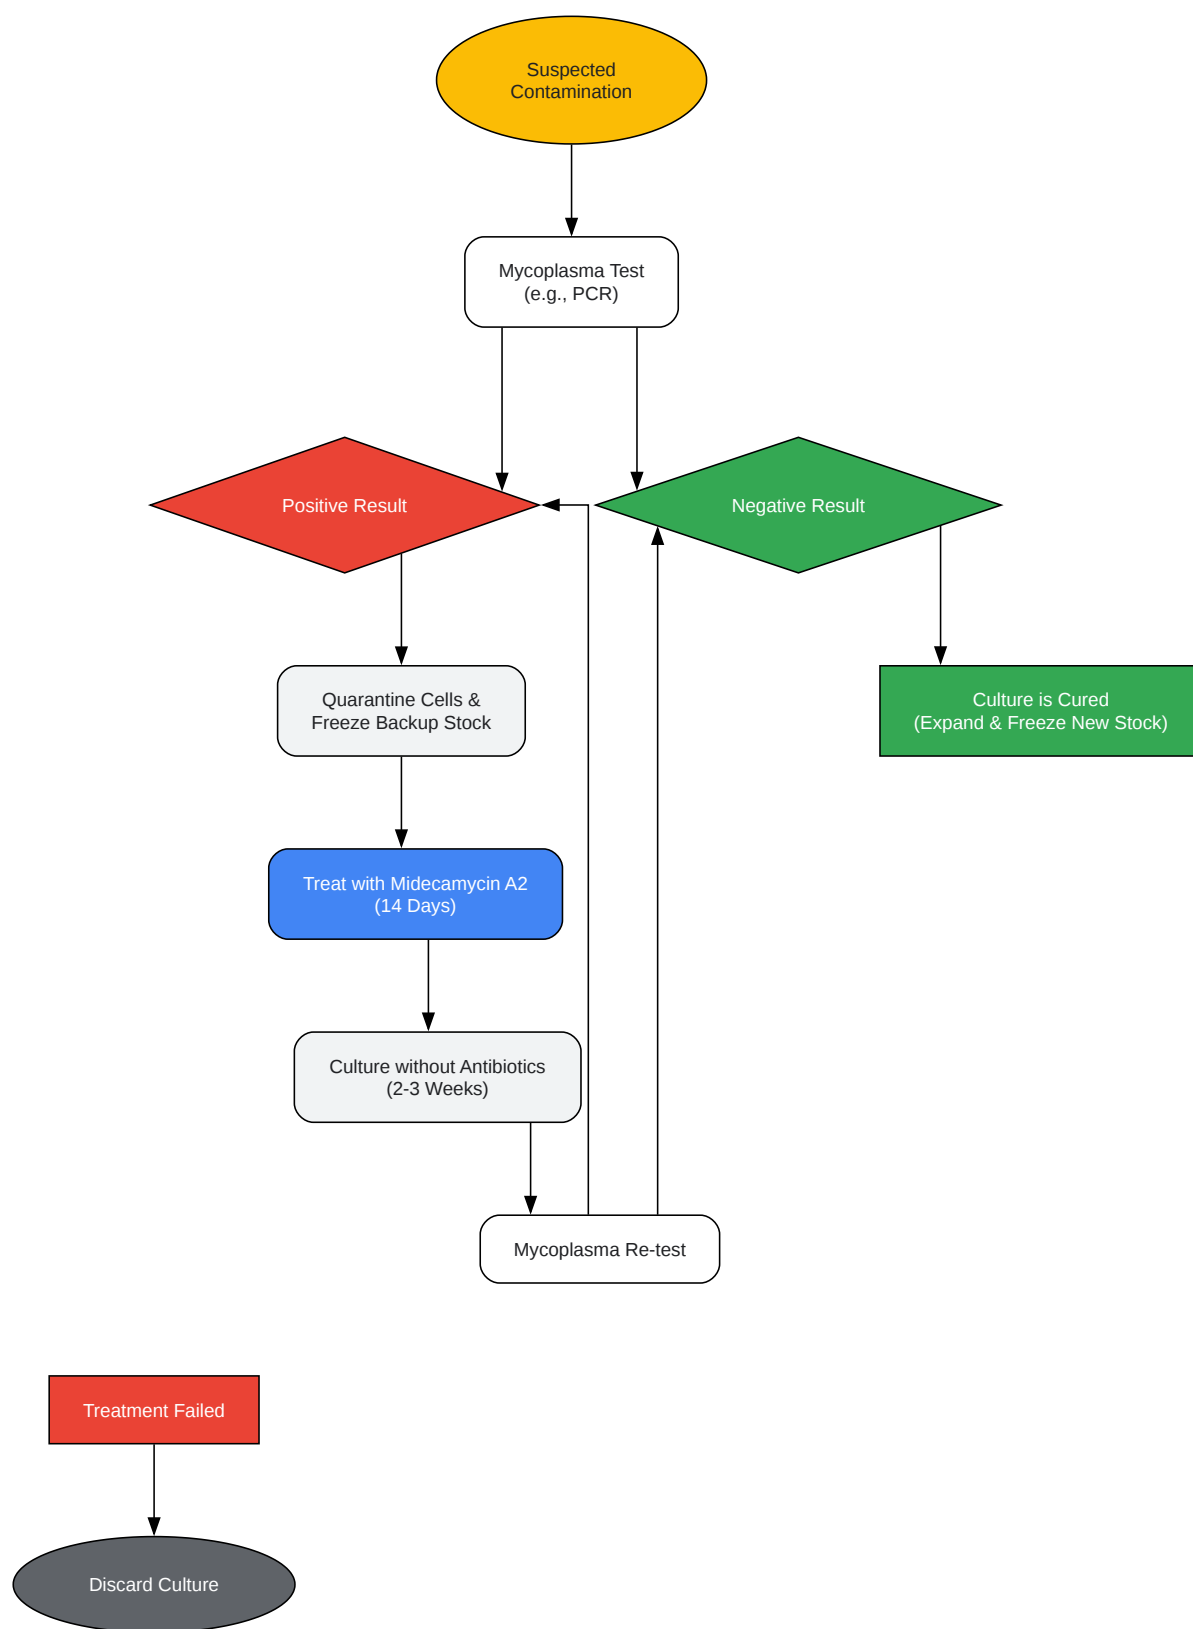 Suspected
Contamination
Mycoplasma Test
(e.g., PCR)
Positive Result
Negative Result
Quarantine Cells &
Freeze Backup Stock
Culture is Cured
(Expand & Freeze New Stock)
Treat with Midecamycin A2
(14 Days)
Culture without Antibiotics
(2-3 Weeks)
Mycoplasma Re-test
Treatment Failed
Discard Culture